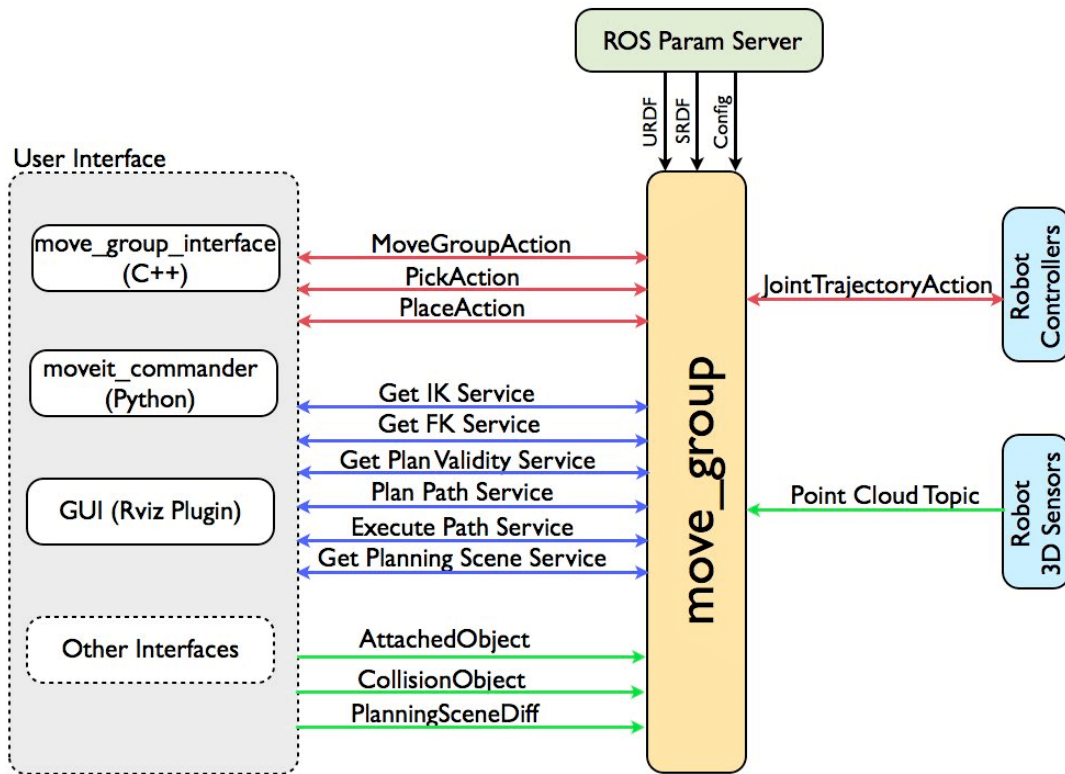 ROS Param Server
URDF
SRDF
Config
User Interface
move_group_interface
(C++)
moveit_commander
(Python)
GUI (Rviz Plugin)
Other Interfaces
MoveGroupAction
PickAction
PlaceAction
Get IK Service
Get FK Service
Get Plan Validity Service
Plan Path Service
Execute Path Service
Get Planning Scene Service
AttachedObject
CollisionObject
PlanningSceneDiff
move_group
JointTrajectoryAction
Point Cloud Topic
Robot
Controllers
Robot
3D Sensors